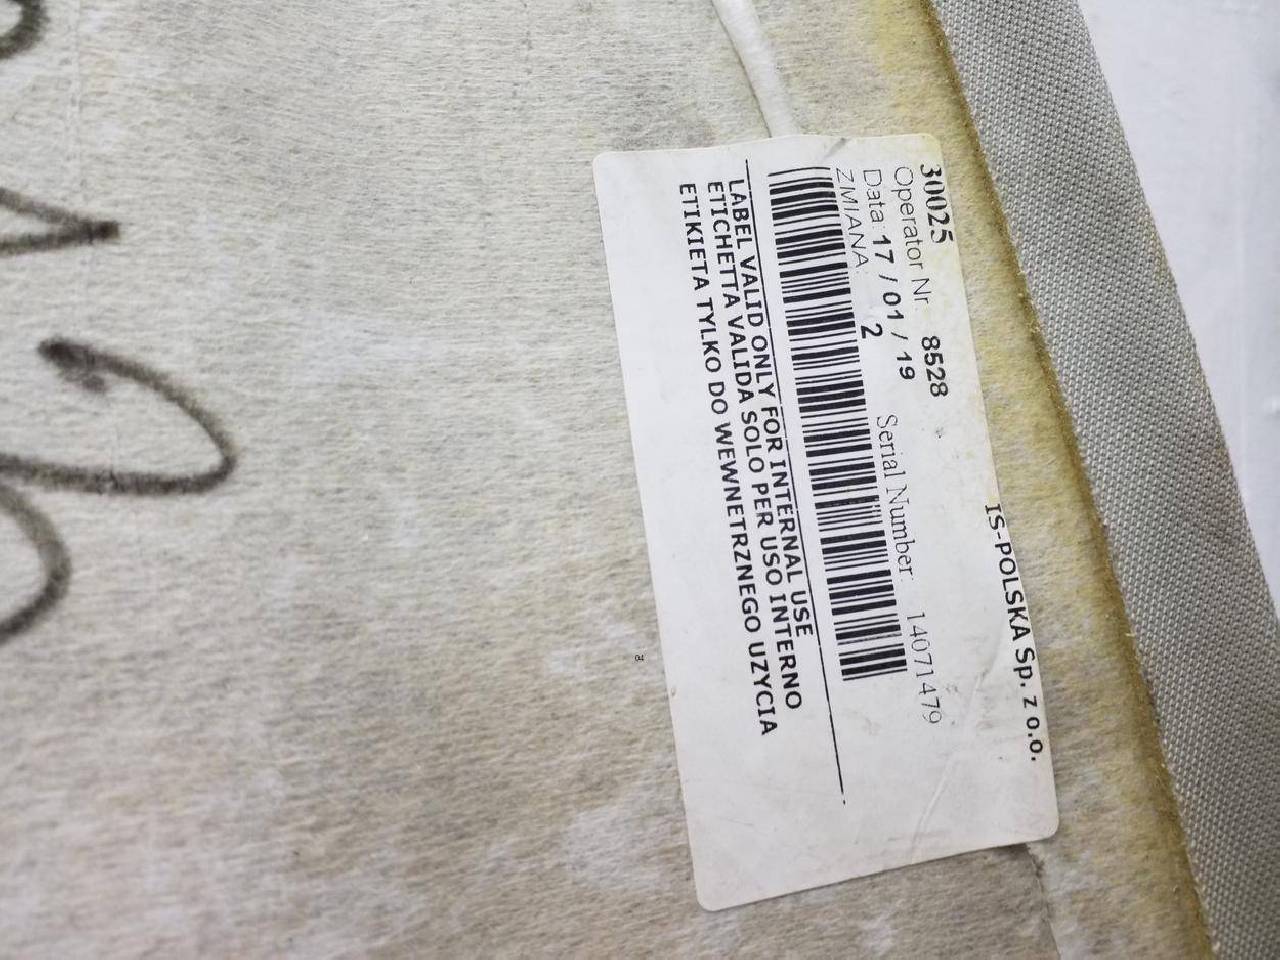 IS-POLSKA Sp. z o.o.
30025
Operator Nr 8528
Data: 17 / 01 / 19 Serial Number: 14071479
ZMIANA: 2
LABEL VALID ONLY FOR INTERNAL USE
ETICHETTA VALIDA SOLO PER USO INTERNO
ETIKIETA TYLKO DO WEWNETRZNEGO UZYCIA